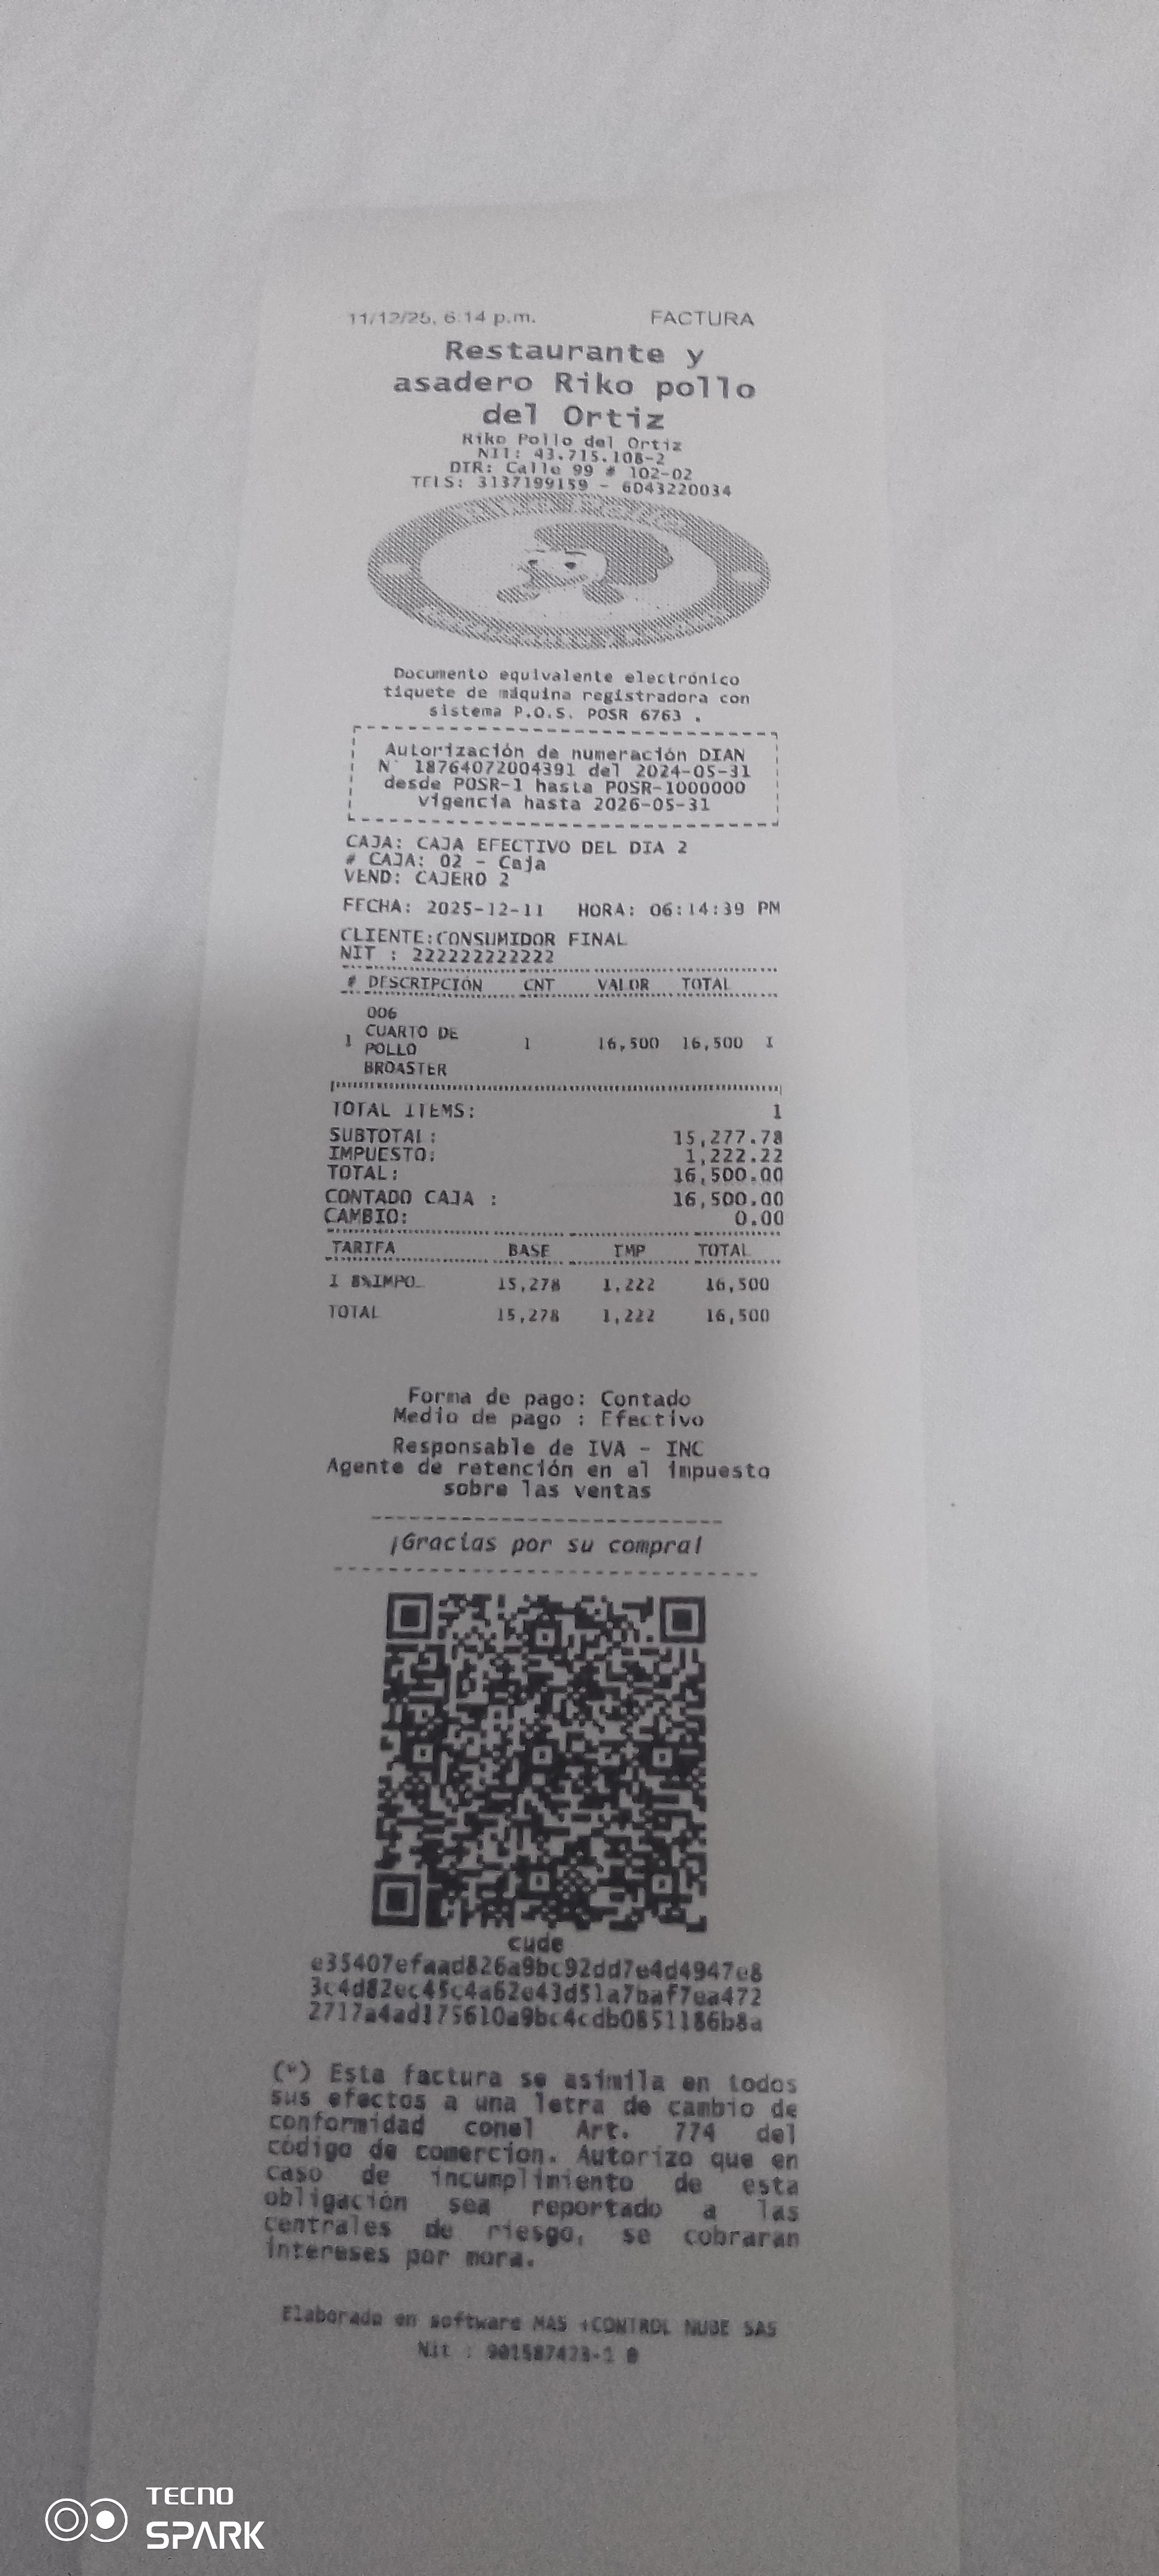 11/12/25, 6:14 p.m. FACTURA
Restaurante y
asadero Riko pollo
del Ortiz
Riko Pollo del Ortiz
NIT: 43.715.108-2
DIR: Calle 99 # 102-02
TELS: 3137199159 - 6043220034
Documento equivalente electrónico
tiquete de máquina registradora con
sistema P.O.S. POSR 6763 .
Autorización de numeración DIAN
N° 18764072004391 del 2024-05-31
desde POSR-1 hasta POSR-1000000
vigencia hasta 2026-05-31
CAJA: CAJA EFECTIVO DEL DIA 2
# CAJA: 02 - Caja
VEND: CAJERO 2
FECHA: 2025-12-11 HORA: 06:14:39 PM
CLIENTE:CONSUMIDOR FINAL
NIT : 222222222222
# DESCRIPCIÓN CNT VALOR TOTAL
006
1 CUARTO DE 1 16,500 16,500 I
POLLO
BROASTER
TOTAL ITEMS: 1
SUBTOTAL: 15,277.78
IMPUESTO: 1,222.22
TOTAL: 16,500.00
CONTADO CAJA : 16,500.00
CAMBIO: 0.00
TARIFA BASE IMP TOTAL
I 8%IMPO_ 15,278 1,222 16,500
TOTAL 15,278 1,222 16,500
Forma de pago: Contado
Medio de pago : Efectivo
Responsable de IVA - INC
Agente de retención en el impuesto
sobre las ventas
¡Gracias por su compra!
cude
e35407efaad826a9bc92dd7e4d4947e8
3c4d82ec45c4a62e43d51a7baf7ea472
2717a4ad175610a9bc4cdb0851186b8a
(*) Esta factura se asimila en todos
sus efectos a una letra de cambio de
conformidad conel Art. 774 del
código de comercion. Autorizo que en
caso de incumplimiento de esta
obligación sea reportado a las
centrales de riesgo, se cobraran
intereses por mora.
Elaborado en software MAS +CONTROL NUBE SAS
Nit : 901587423-1
TECNO
SPARK